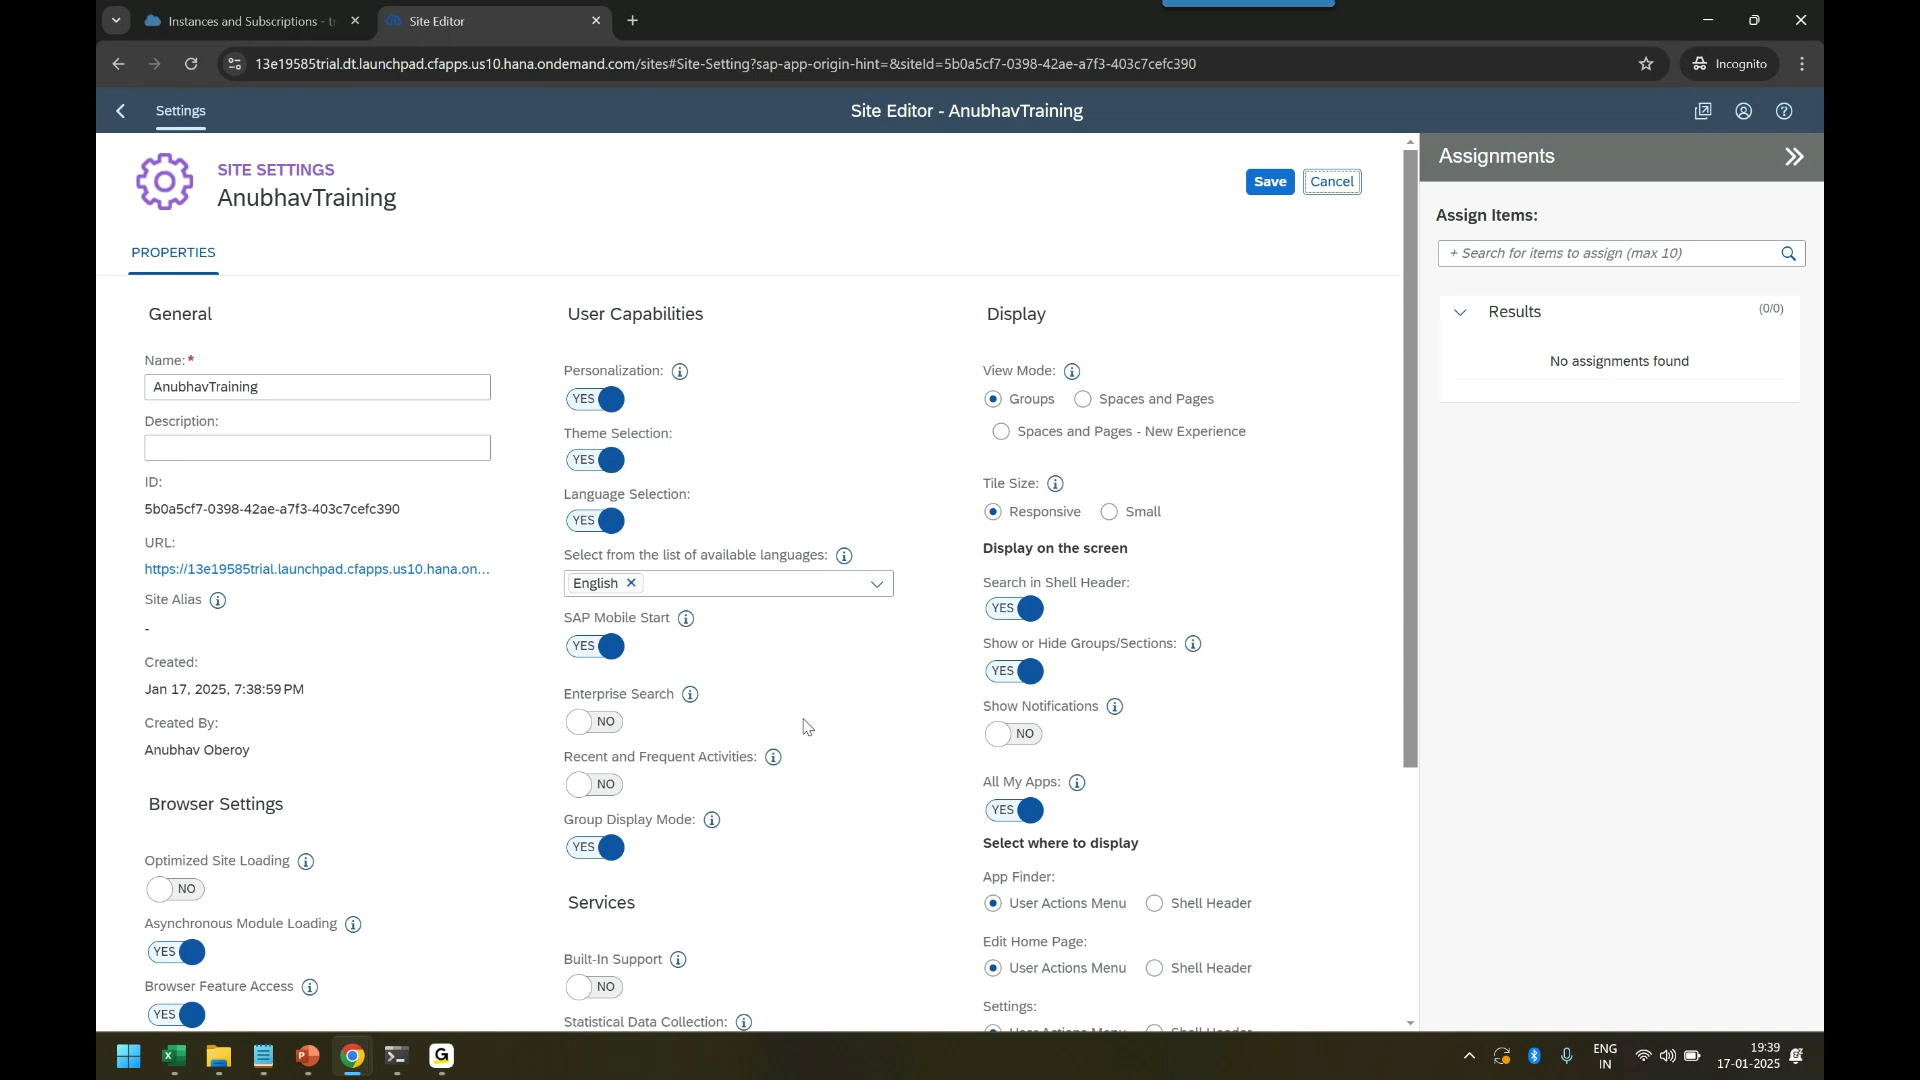 Instances and Subscriptions - tr
Site Editor
13e19585trial.dt.launchpad.cfapps.us10.hana.ondemand.com/sites#Site-Setting?sap-app-origin-hint=&siteId=5b0a5cf7-0398-42ae-a7f3-403c7cefc390
Incognito
Settings
Site Editor - AnubhavTraining
SITE SETTINGS
AnubhavTraining
Save
Cancel
PROPERTIES
General
Name:*
AnubhavTraining
Description:
ID:
5b0a5cf7-0398-42ae-a7f3-403c7cefc390
URL:
https://13e19585trial.launchpad.cfapps.us10.hana.on...
Site Alias
-
Created:
Jan 17, 2025, 7:38:59 PM
Created By:
Anubhav Oberoy
Browser Settings
Optimized Site Loading
NO
Asynchronous Module Loading
YES
Browser Feature Access
YES
User Capabilities
Personalization:
YES
Theme Selection:
YES
Language Selection:
YES
Select from the list of available languages:
English
SAP Mobile Start
YES
Enterprise Search
NO
Recent and Frequent Activities:
NO
Group Display Mode:
YES
Services
Built-In Support
NO
Statistical Data Collection:
Display
View Mode:
Groups
Spaces and Pages
Spaces and Pages - New Experience
Tile Size:
Responsive
Small
Display on the screen
Search in Shell Header:
YES
Show or Hide Groups/Sections:
YES
Show Notifications
NO
All My Apps:
YES
Select where to display
App Finder:
User Actions Menu
Shell Header
Edit Home Page:
User Actions Menu
Shell Header
Settings:
User Actions Menu
Shell Header
Assignments
Assign Items:
+ Search for items to assign (max 10)
Results
(0/0)
No assignments found
ENG
IN
19:39
17-01-2025